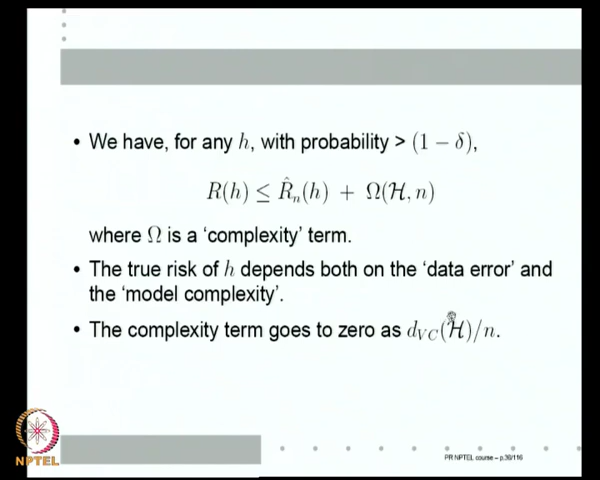 • We have, for any h, with probability > (1 − δ),
R(h) ≤ R̂ₙ(h) + Ω(ℋ, n)
where Ω is a 'complexity' term.
• The true risk of h depends both on the 'data error' and
the 'model complexity'.
• The complexity term goes to zero as d_VC(ℋ)/n.
NPTEL
PR NPTEL course – p.30/116